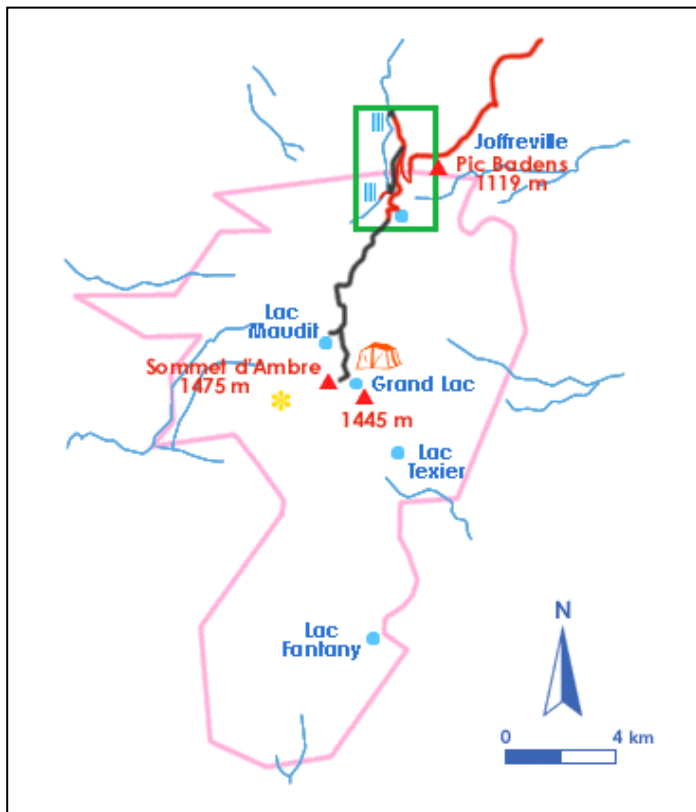 Joffreville
Pic Badens
1119 m
Lac
Maudit
Sommet d'Ambre
1475 m
Grand Lac
1445 m
Lac
Texier
Lac
Fantany
N
0 4 km